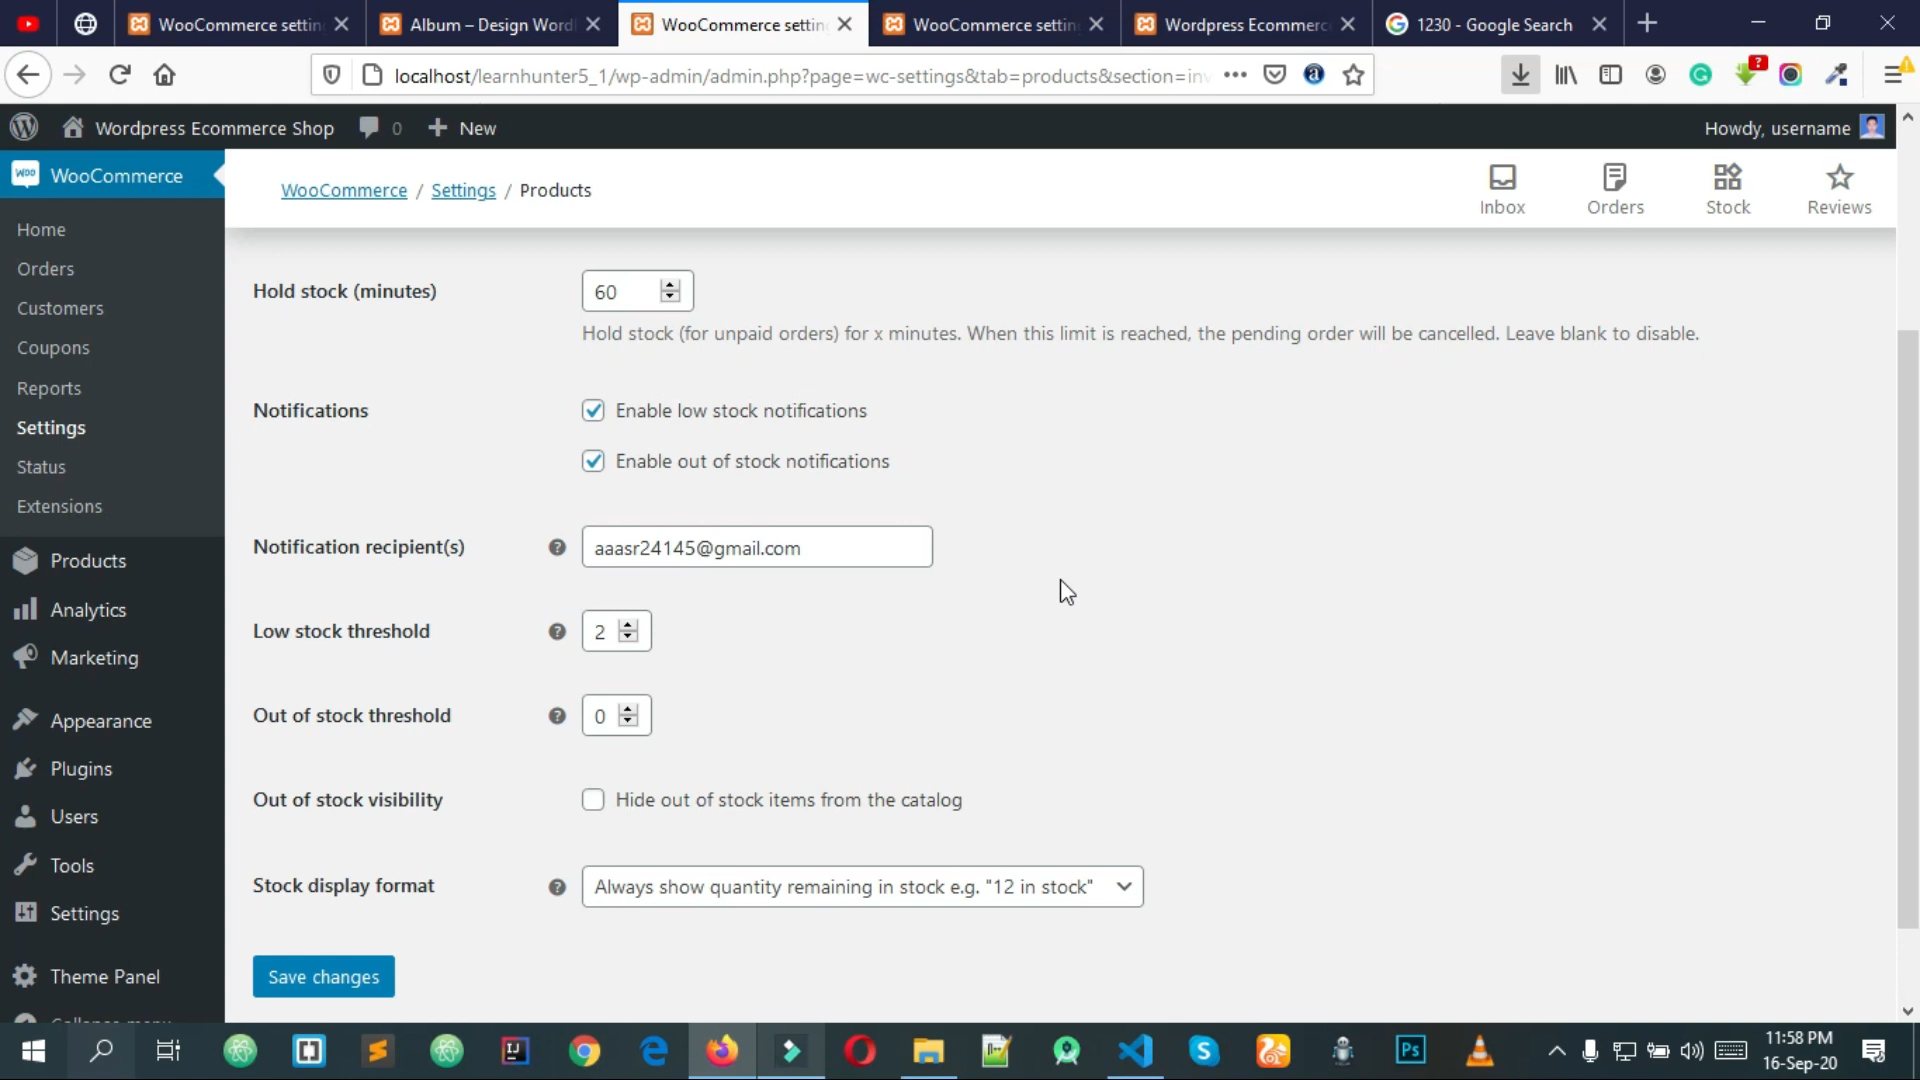 WooCommerce settin
Album – Design Word
WooCommerce settin
WooCommerce settin
Wordpress Ecommerc
1230 - Google Search
localhost/learnhunter5_1/wp-admin/admin.php?page=wc-settings&tab=products&section=inv
Wordpress Ecommerce Shop
0
New
Howdy, username
WooCommerce
WooCommerce / Settings / Products
Inbox
Orders
Stock
Reviews
Home
Orders
Customers
Coupons
Reports
Settings
Status
Extensions
Products
Analytics
Marketing
Appearance
Plugins
Users
Tools
Settings
Theme Panel
Hold stock (minutes)
60
Hold stock (for unpaid orders) for x minutes. When this limit is reached, the pending order will be cancelled. Leave blank to disable.
Notifications
Enable low stock notifications
Enable out of stock notifications
Notification recipient(s)
aaasr24145@gmail.com
Low stock threshold
2
Out of stock threshold
0
Out of stock visibility
Hide out of stock items from the catalog
Stock display format
Always show quantity remaining in stock e.g. "12 in stock"
Save changes
11:58 PM
16-Sep-20